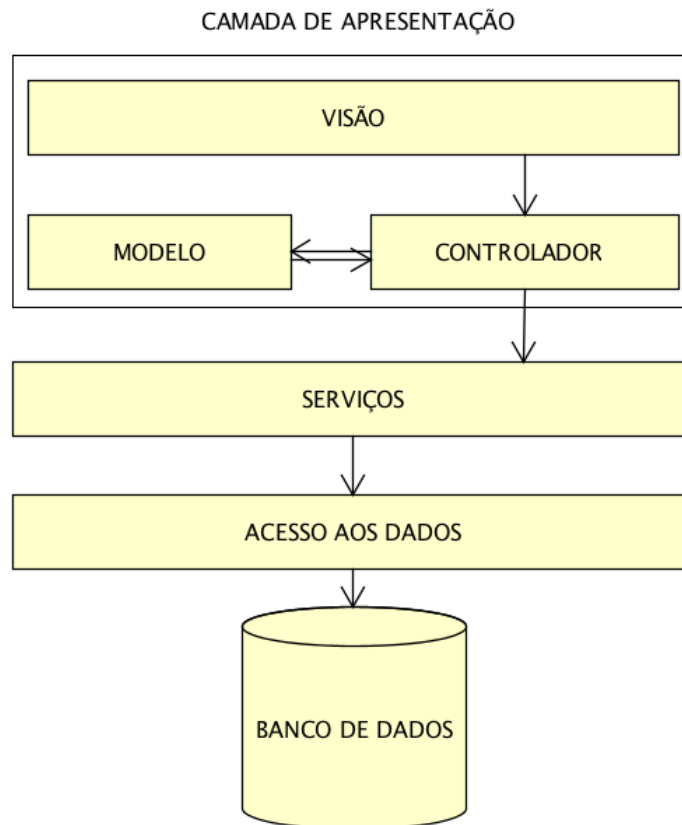 CAMADA DE APRESENTAÇÃO
VISÃO
MODELO
CONTROLADOR
SERVIÇOS
ACESSO AOS DADOS
BANCO DE DADOS